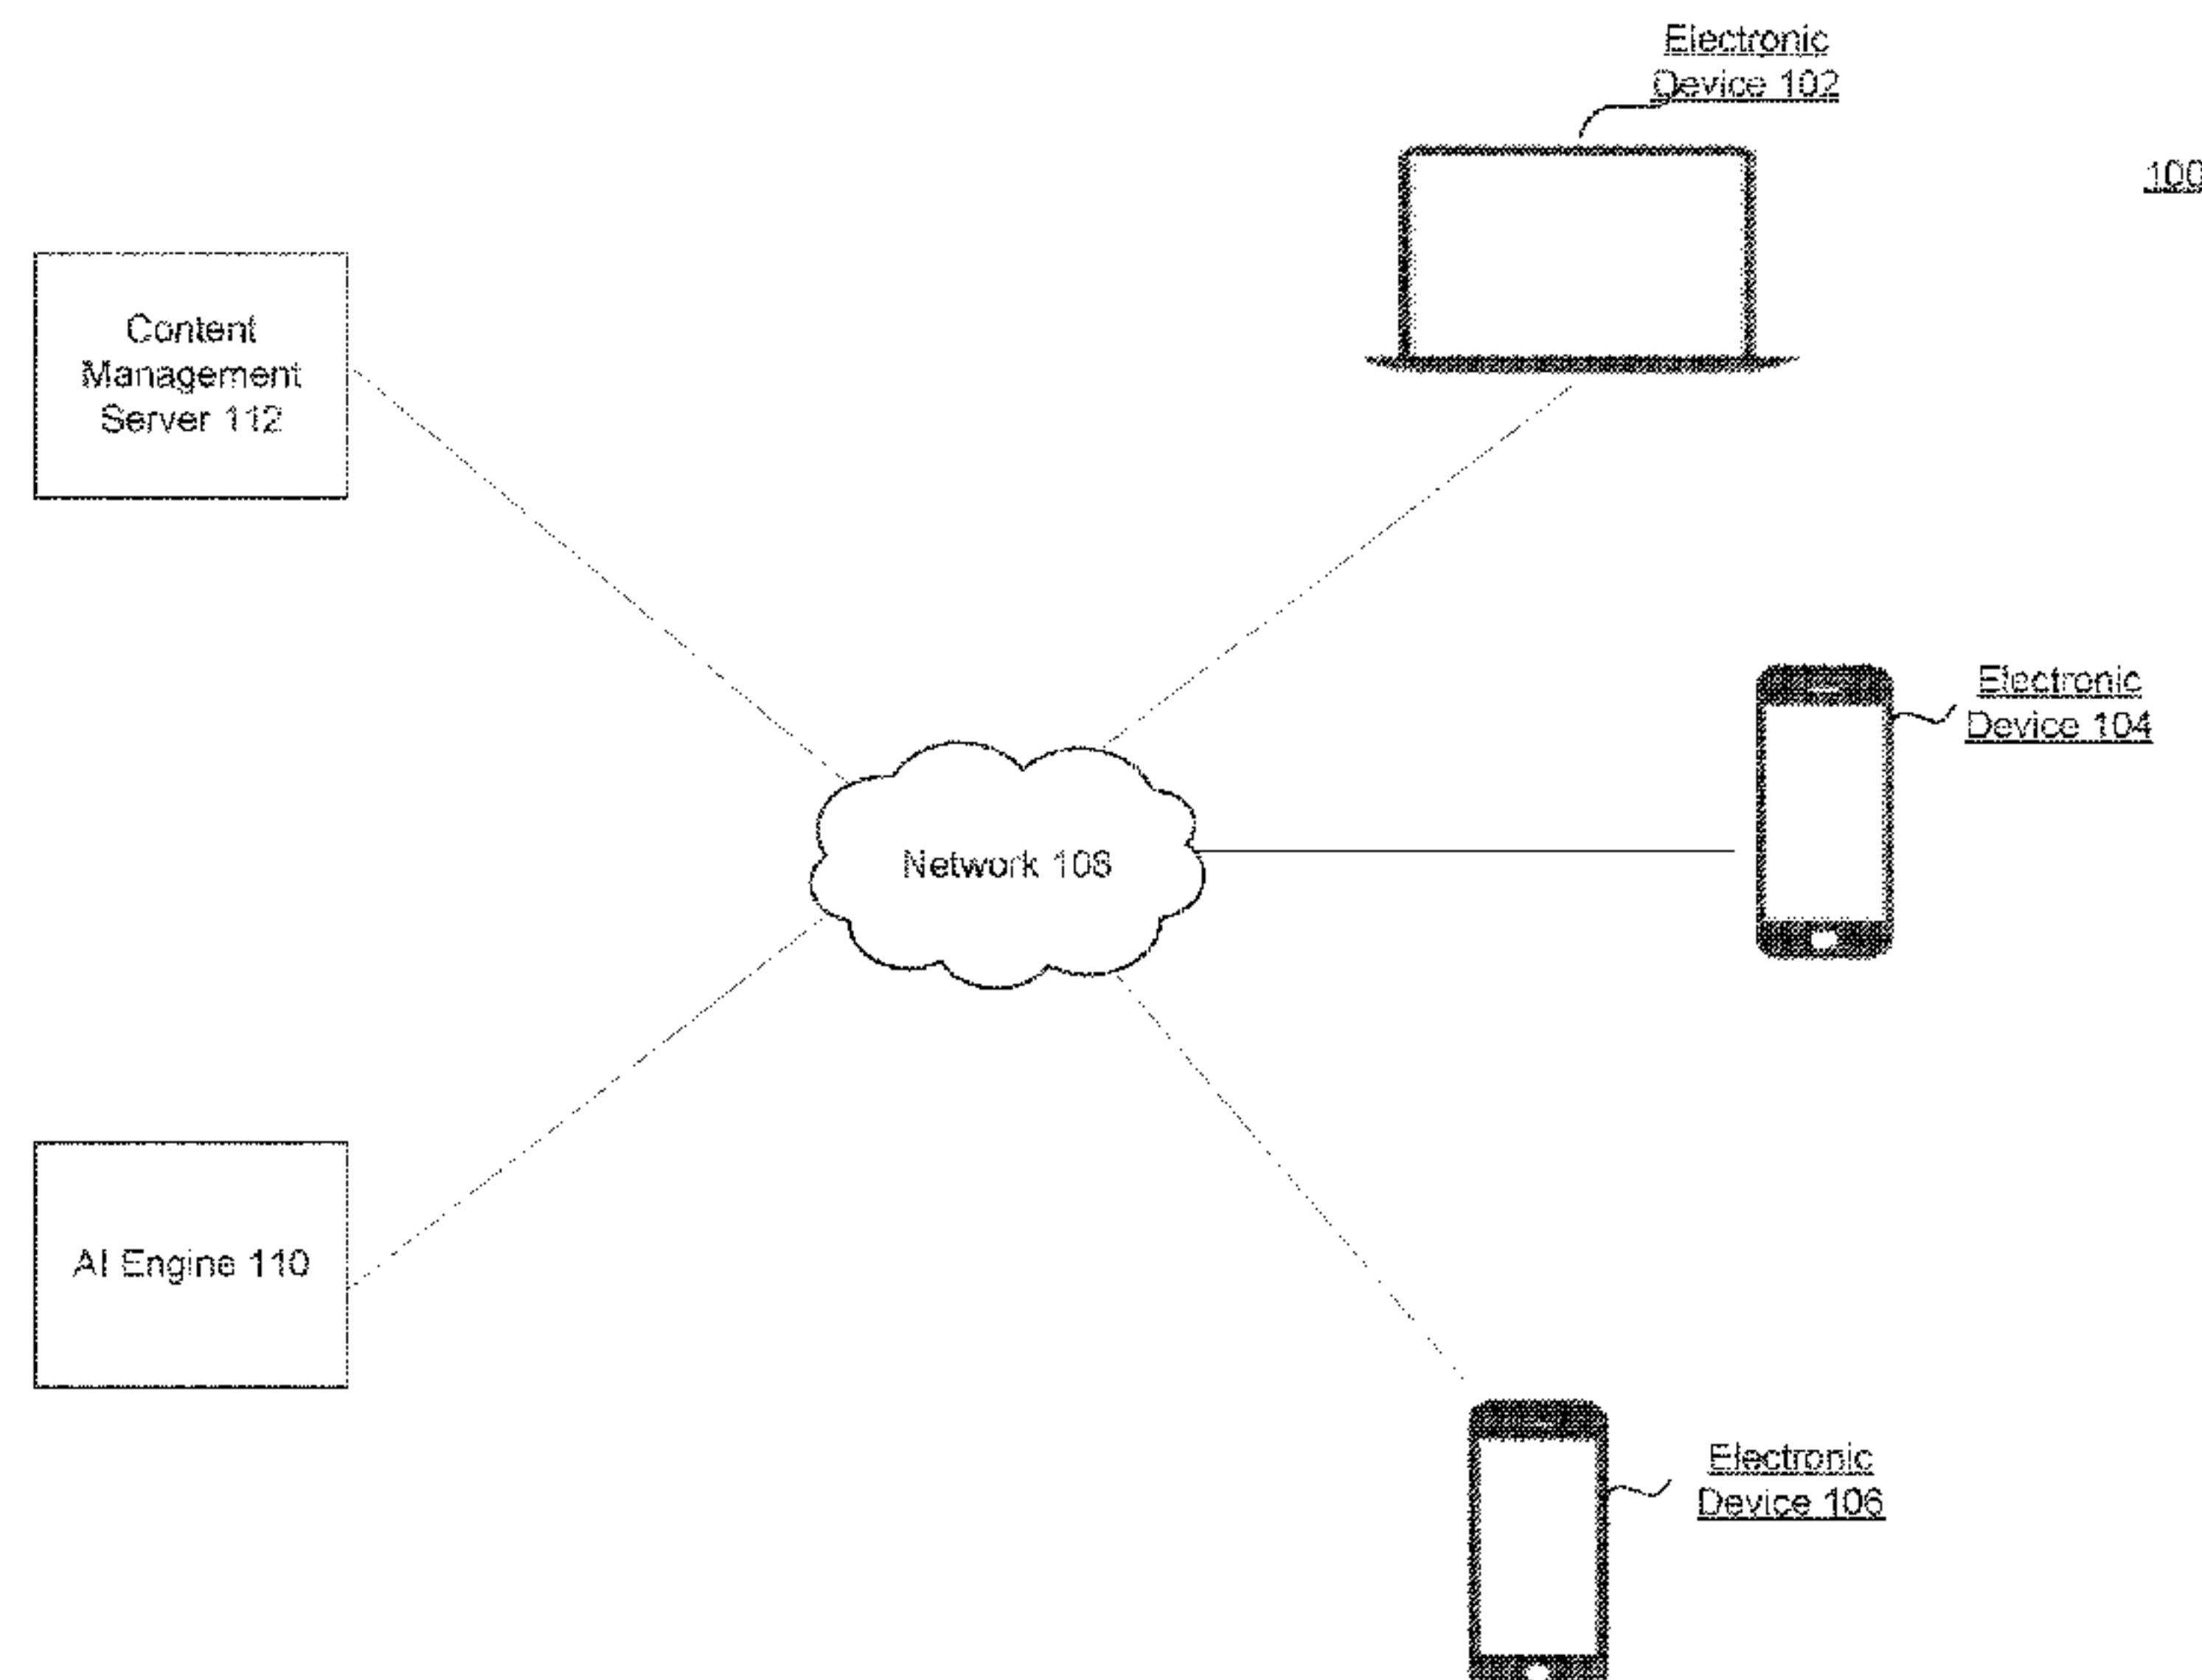 Electronic
Device 102
100
Content
Management
Server 112
Electronic
Device 104
Network 108
AI Engine 110
Electronic
Device 106